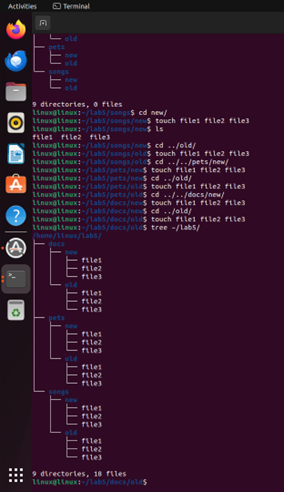 Activities Terminal
│ └── old
├── pets
│ ├── new
│ └── old
└── songs
├── new
└── old
9 directories, 0 files
linux@linux:~/lab5/songs$ cd new/
linux@linux:~/lab5/songs/new$ touch file1 file2 file3
linux@linux:~/lab5/songs/new$ ls
file1 file2 file3
linux@linux:~/lab5/songs/new$ cd ../old/
linux@linux:~/lab5/songs/old$ touch file1 file2 file3
linux@linux:~/lab5/songs/old$ cd ../../pets/new/
linux@linux:~/lab5/pets/new$ touch file1 file2 file3
linux@linux:~/lab5/pets/new$ cd ../old/
linux@linux:~/lab5/pets/old$ touch file1 file2 file3
linux@linux:~/lab5/pets/old$ cd ../../docs/new/
linux@linux:~/lab5/docs/new$ touch file1 file2 file3
linux@linux:~/lab5/docs/new$ cd ../old/
linux@linux:~/lab5/docs/old$ touch file1 file2 file3
linux@linux:~/lab5/docs/old$ tree ~/lab5/
/home/linux/lab5/
├── docs
│ ├── new
│ │ ├── file1
│ │ ├── file2
│ │ └── file3
│ └── old
│ ├── file1
│ ├── file2
│ └── file3
├── pets
│ ├── new
│ │ ├── file1
│ │ ├── file2
│ │ └── file3
│ └── old
│ ├── file1
│ ├── file2
│ └── file3
└── songs
├── new
│ ├── file1
│ ├── file2
│ └── file3
└── old
├── file1
├── file2
└── file3
9 directories, 18 files
linux@linux:~/lab5/docs/old$